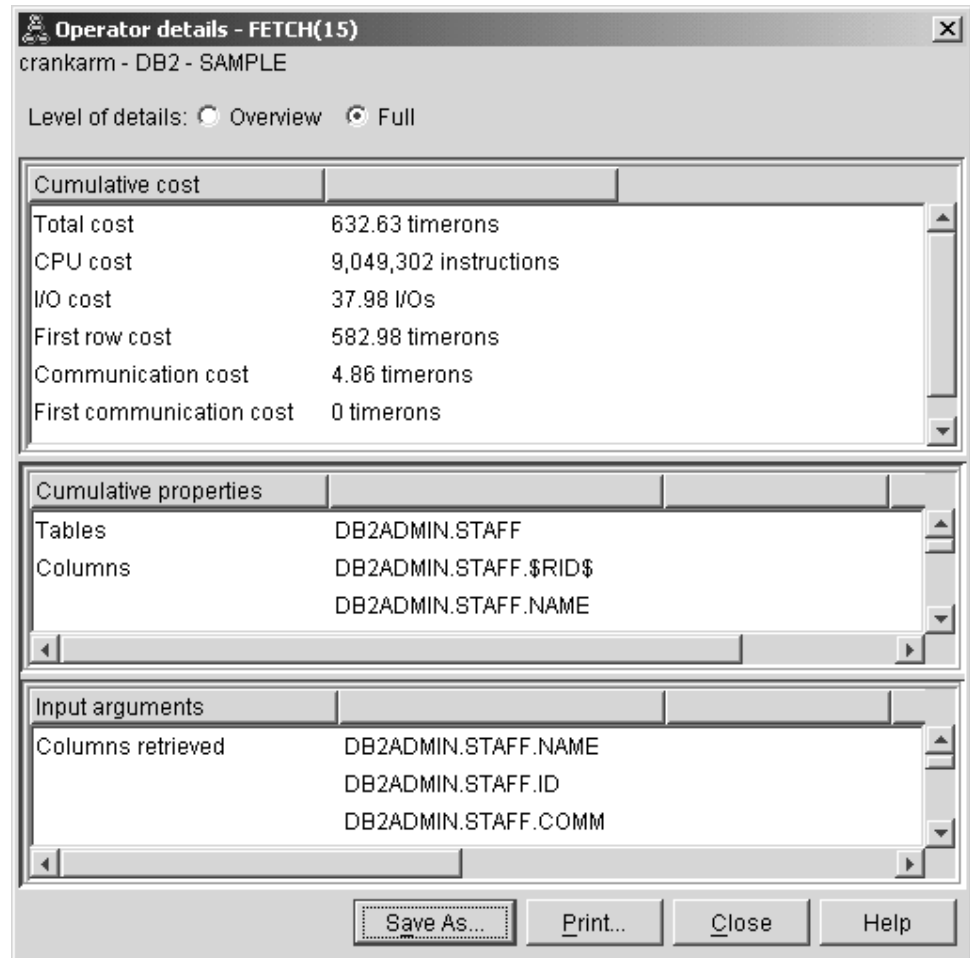 Operator details - FETCH(15)
crankarm - DB2 - SAMPLE
Level of details: Overview Full
Cumulative cost
Total cost 632.63 timerons
CPU cost 9,049,302 instructions
I/O cost 37.98 I/Os
First row cost 582.98 timerons
Communication cost 4.86 timerons
First communication cost 0 timerons
Cumulative properties
Tables DB2ADMIN.STAFF
Columns DB2ADMIN.STAFF.$RID$
DB2ADMIN.STAFF.NAME
Input arguments
Columns retrieved DB2ADMIN.STAFF.NAME
DB2ADMIN.STAFF.ID
DB2ADMIN.STAFF.COMM
Save As... Print... Close Help